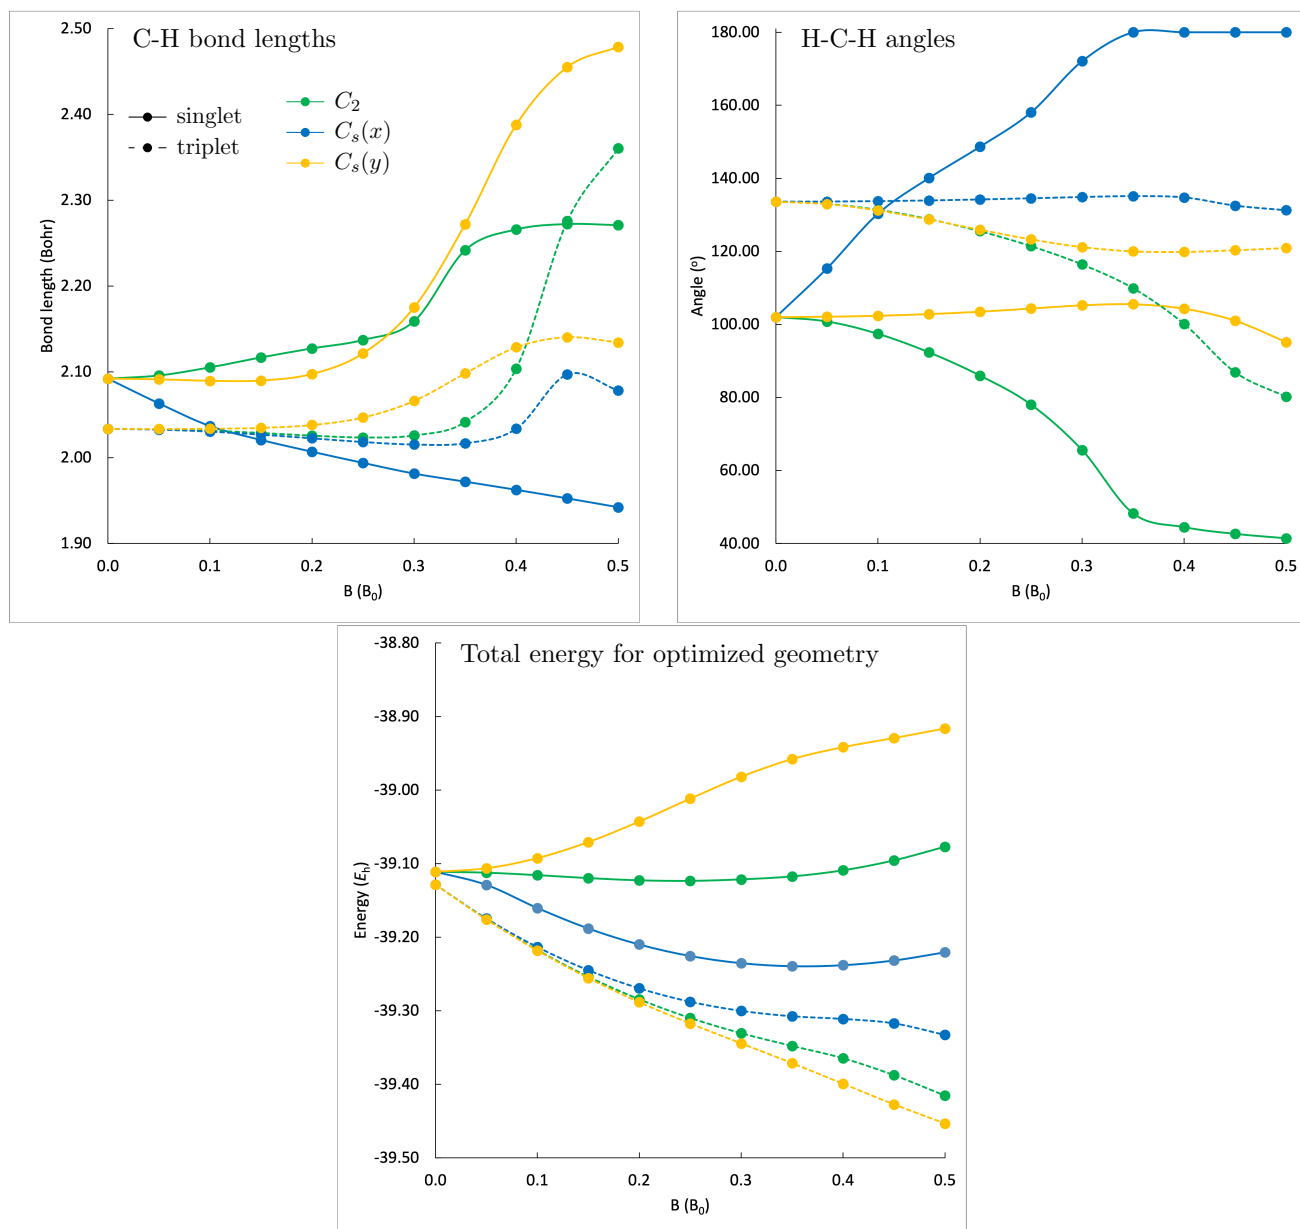 C-H bond lengths
singlet
triplet
C₂
Cₛ(x)
Cₛ(y)
2.50
2.40
2.30
2.20
2.10
2.00
1.90
Bond length (Bohr)
0.0 0.1 0.2 0.3 0.4 0.5
B (B₀)
H-C-H angles
180.00
160.00
140.00
120.00
100.00
80.00
60.00
40.00
Angle (°)
0.0 0.1 0.2 0.3 0.4 0.5
B (B₀)
Total energy for optimized geometry
-38.80
-38.90
-39.00
-39.10
-39.20
-39.30
-39.40
-39.50
Energy (Eₕ)
0.0 0.1 0.2 0.3 0.4 0.5
B (B₀)